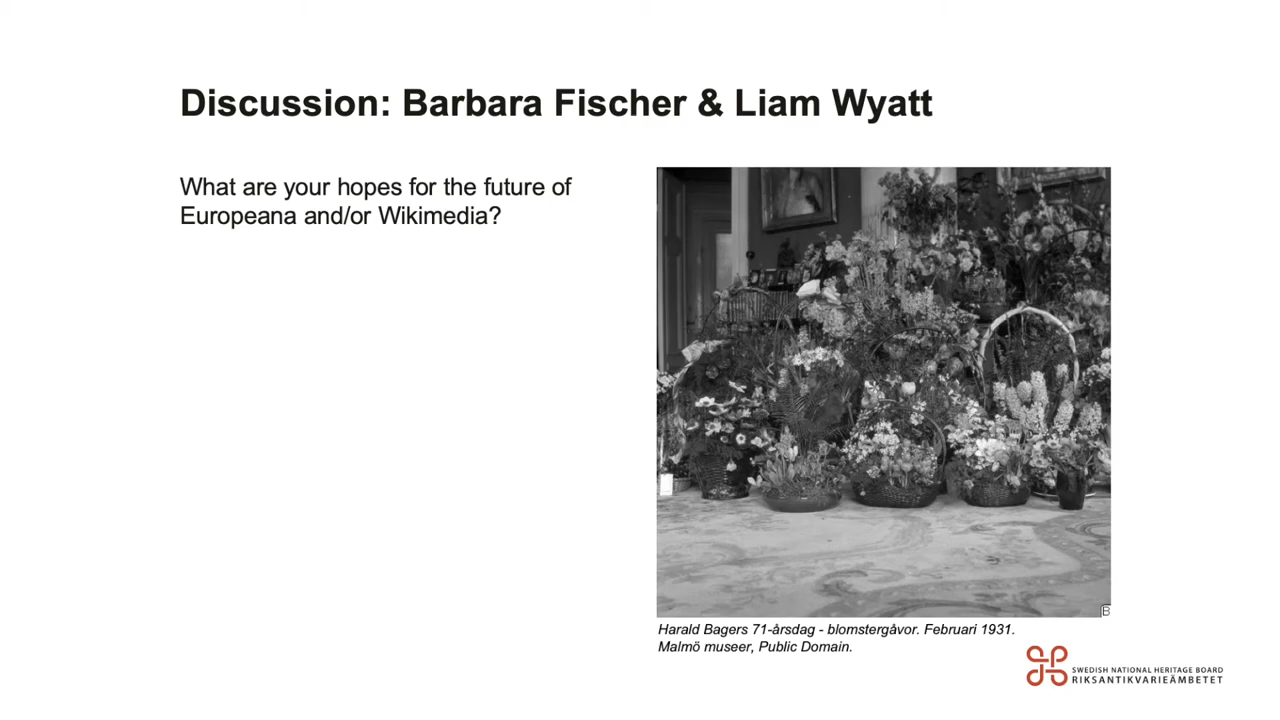 Discussion: Barbara Fischer & Liam Wyatt
What are your hopes for the future of
Europeana and/or Wikimedia?
B
Harald Bagers 71-årsdag - blomstergåvor. Februari 1931.
Malmö museer, Public Domain.
SWEDISH NATIONAL HERITAGE BOARD
RIKSANTIKVARIEÄMBETET